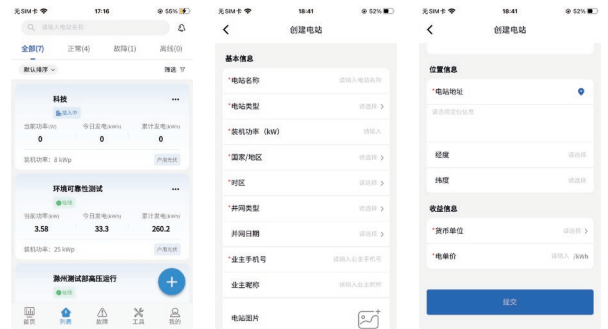 无SIM卡 17:16 55%
请输入电站名称
全部(7) 正常(4) 故障(1) 离线(0)
默认排序 筛选
科技
接入中
当前功率(W) 今日发电(kWh) 累计发电(kWh)
0 0 0
装机功率：8 kWp 户用光伏
环境可靠性测试
在线
当前功率(kW) 今日发电(kWh) 累计发电(kWh)
3.58 33.3 260.2
装机功率：25 kWp 户用光伏
滁州测试部高压运行
在线
首页 列表 故障 工具 我的
无SIM卡 18:41 52%
创建电站
基本信息
*电站名称 请输入电站名称
*电站类型 请选择
*装机功率（kW） 请输入
*国家/地区 请选择
*时区 请选择
*并网类型 请选择
并网日期 请选择
*业主手机号 请输入业主手机号
业主昵称 请输入业主昵称
电站图片
无SIM卡 18:41 52%
创建电站
位置信息
*电站地址
经度 请选择
纬度 请选择
收益信息
*货币单位 请选择
*电单价 请输入 /kWh
提交